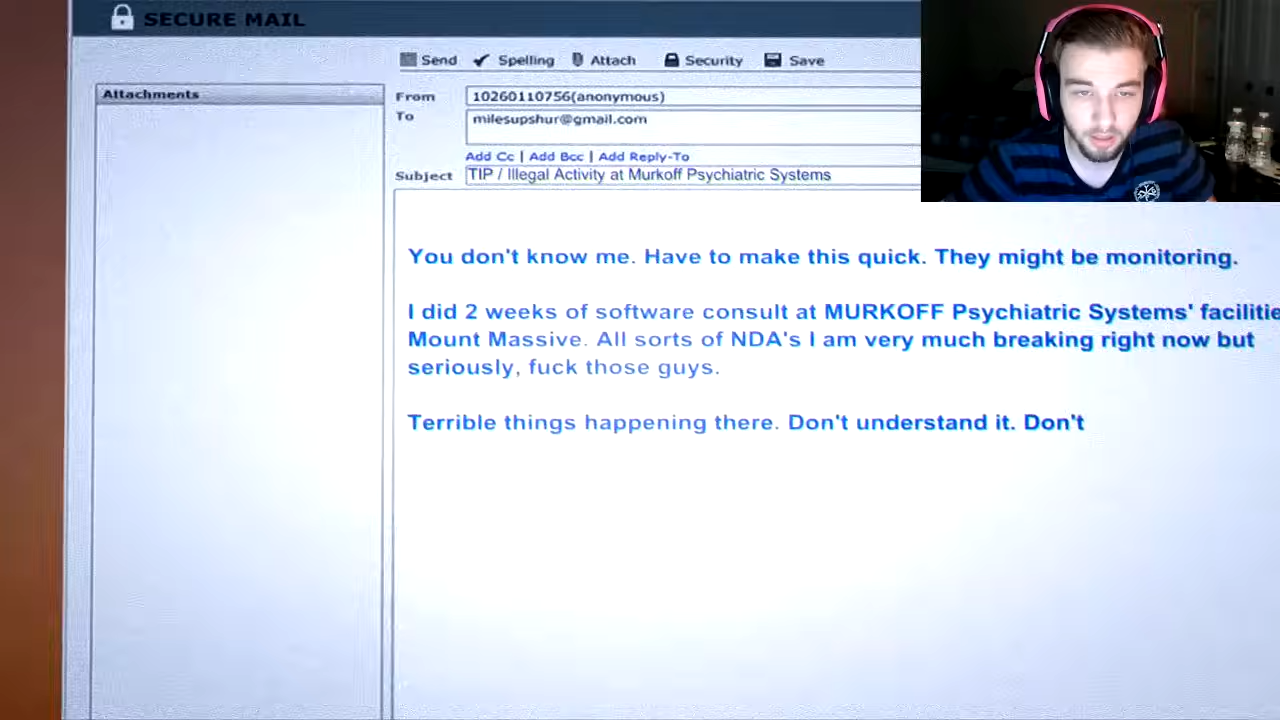 SECURE MAIL
Send Spelling Attach Security Save
Attachments
From 10260110756(anonymous)
To milesupshur@gmail.com
Add Cc | Add Bcc | Add Reply-To
Subject TIP / Illegal Activity at Murkoff Psychiatric Systems
You don't know me. Have to make this quick. They might be monitoring.
I did 2 weeks of software consult at MURKOFF Psychiatric Systems' facilitie
Mount Massive. All sorts of NDA's I am very much breaking right now but
seriously, fuck those guys.
Terrible things happening there. Don't understand it. Don't